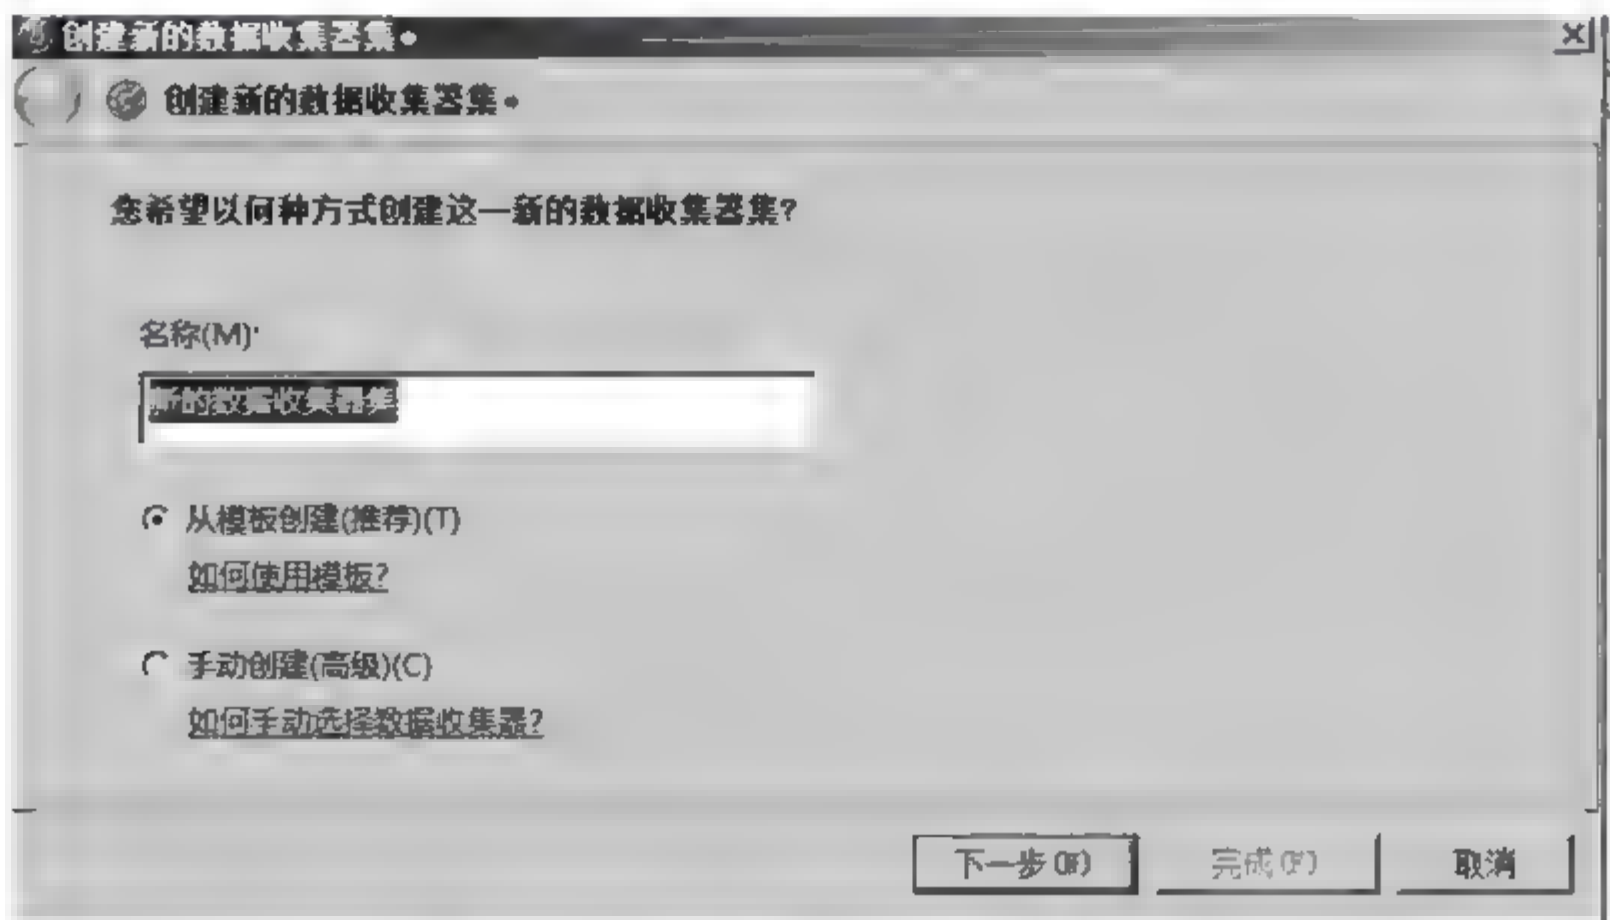 创建新的数据收集器集。
创建新的数据收集器集。
您希望以何种方式创建这一新的数据收集器集?
名称(M):
新的数据收集器集
从模板创建(推荐)(T)
如何使用模板?
手动创建(高级)(C)
如何手动选择数据收集器?
下一步(N) 完成(F) 取消